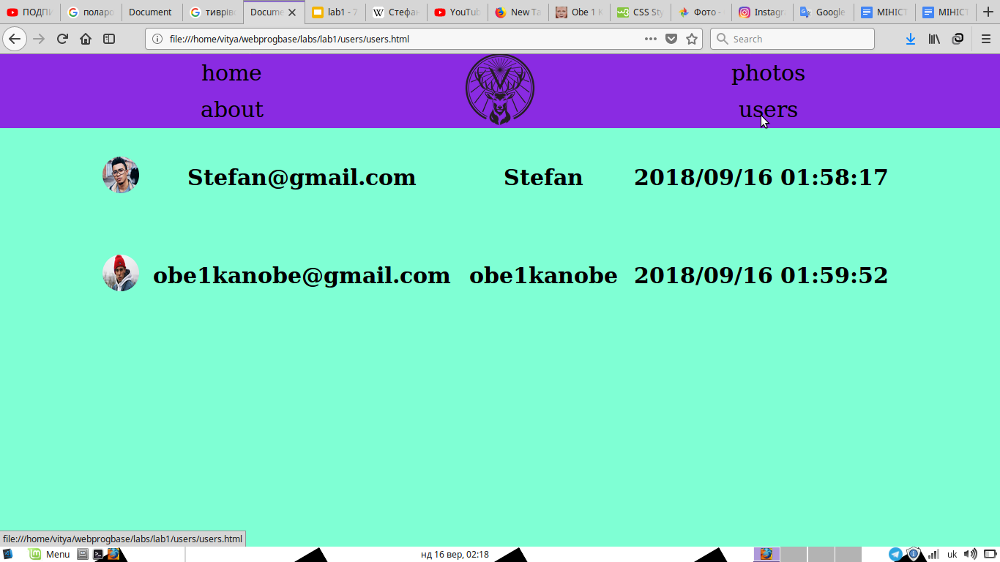 ПОДПИ поларо Document тиврів Docume lab1 - 7 Стефан YouTub New Ta Obe 1 K CSS Sty Фото - Instagr Google МІНІСТ МІНІСТ
file:///home/vitya/webprogbase/labs/lab1/users/users.html Search
home photos
about users
Stefan@gmail.com Stefan 2018/09/16 01:58:17
obe1kanobe@gmail.com obe1kanobe 2018/09/16 01:59:52
file:///home/vitya/webprogbase/labs/lab1/users/users.html
Menu нд 16 вер, 02:18 uk